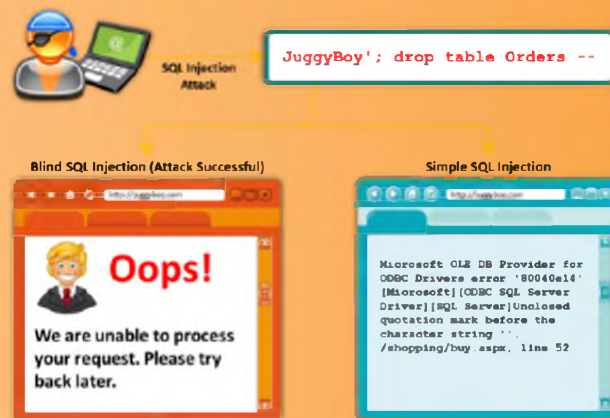 JuggyBoy'; drop table Orders --
SQL Injection
Attack
Blind SQL Injection (Attack Successful)
Simple SQL Injection
http://juggyboy.com
http://juggyboy.com
Oops!
We are unable to process
your request. Please try
back later.
Microsoft OLE DB Provider for
ODBC Drivers error '80040e14'
[Microsoft][ODBC SQL Server
Driver][SQL Server]Unclosed
quotation mark before the
character string ''.
/shopping/buy.aspx, line 52